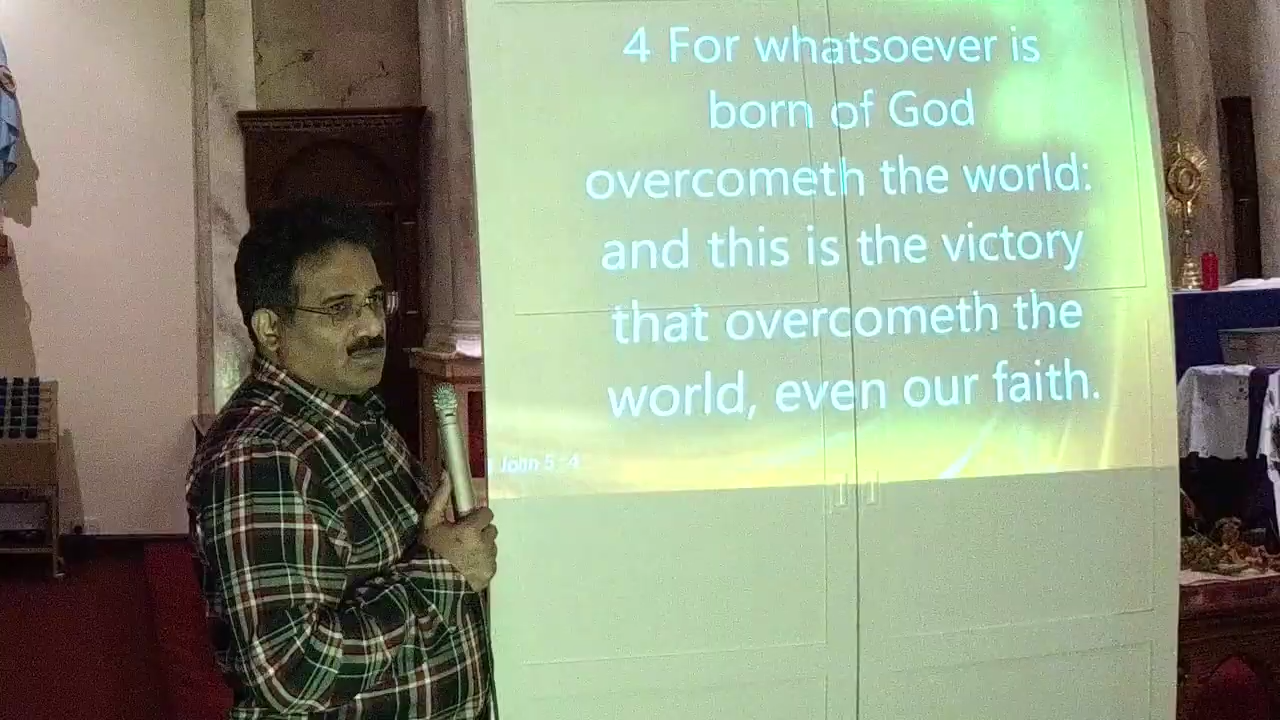 4 For whatsoever is
born of God
overcometh the world:
and this is the victory
that overcometh the
world, even our faith.
1 John 5 -4